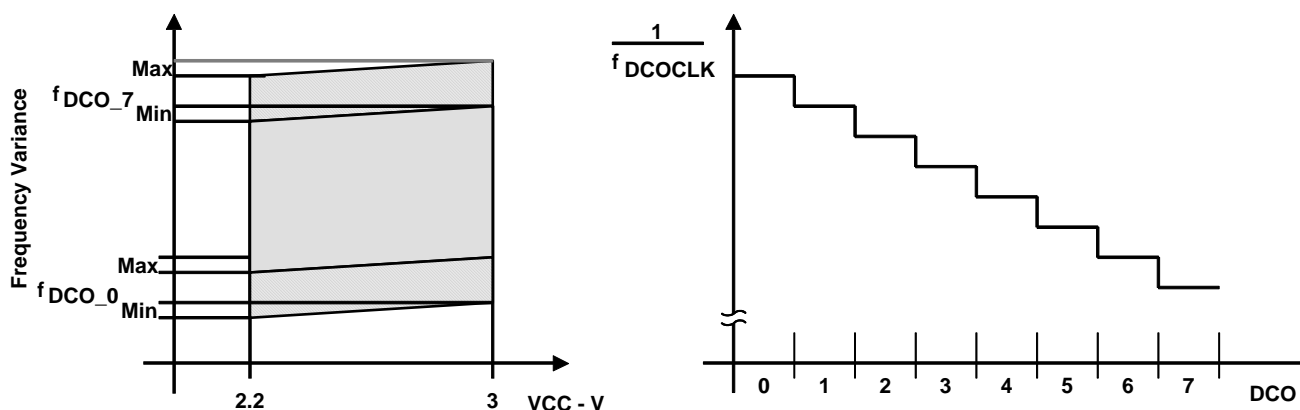 Frequency Variance
Max
f DCO_7
Min
Max
f DCO_0
Min
2.2
3
VCC - V
1
f DCOCLK
0 1 2 3 4 5 6 7
DCO